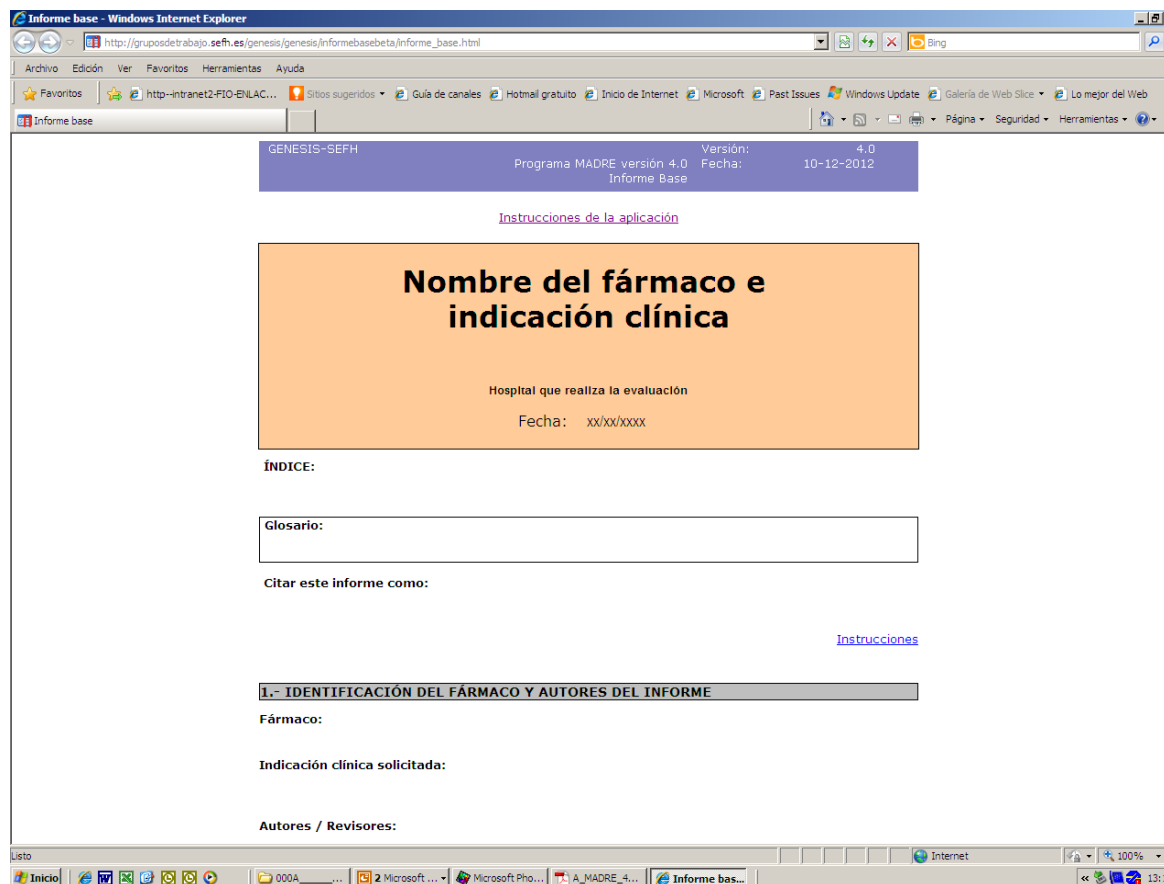 Informe base - Windows Internet Explorer
http://gruposdetrabajo.sefh.es/genesis/genesis/informebasebeta/informe_base.html
Bing
Archivo Edición Ver Favoritos Herramientas Ayuda
Favoritos http--intranet2-FIO-ENLAC... Sitios sugeridos Guía de canales Hotmail gratuito Inicio de Internet Microsoft Past Issues Windows Update Galería de Web Slice Lo mejor del Web
Informe base
Página Seguridad Herramientas
GENESIS-SEFH Versión: 4.0
Programa MADRE versión 4.0 Fecha: 10-12-2012
Informe Base
Instrucciones de la aplicación
Nombre del fármaco e
indicación clínica
Hospital que realiza la evaluación
Fecha: xx/xx/xxxx
ÍNDICE:
Glosario:
Citar este informe como:
Instrucciones
1.- IDENTIFICACIÓN DEL FÁRMACO Y AUTORES DEL INFORME
Fármaco:
Indicación clínica solicitada:
Autores / Revisores:
Listo Internet 100%
Inicio 000A_____... 2 Microsoft ... Microsoft Pho... A_MADRE_4... Informe bas... 13: